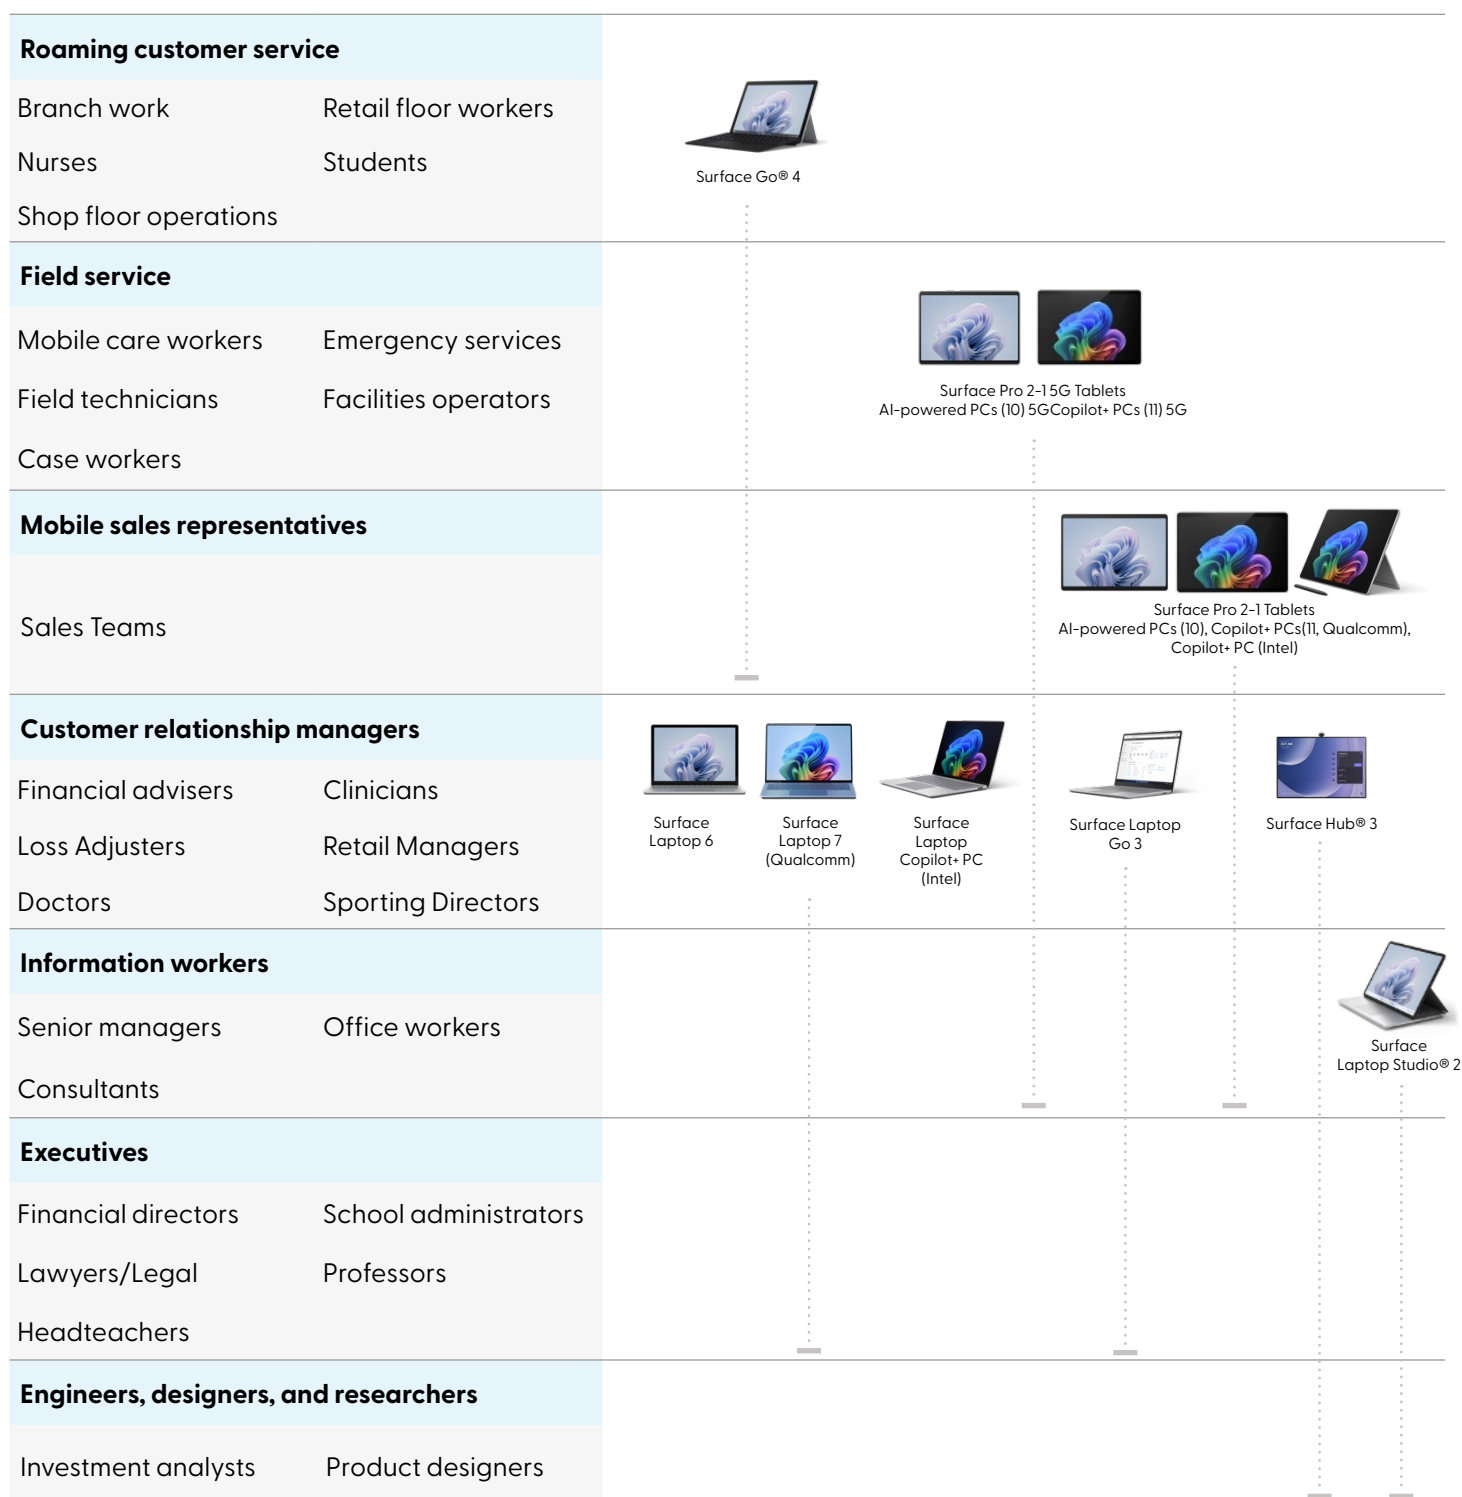 Roaming customer service
Branch work Retail floor workers
Nurses Students
Shop floor operations
Surface Go® 4
Field service
Mobile care workers Emergency services
Field technicians Facilities operators
Case workers
Surface Pro 2-1 5G Tablets
AI-powered PCs (10) 5GCopilot+ PCs (11) 5G
Mobile sales representatives
Sales Teams
Surface Pro 2-1 Tablets
AI-powered PCs (10), Copilot+ PCs(11, Qualcomm),
Copilot+ PC (Intel)
Customer relationship managers
Financial advisers Clinicians
Loss Adjusters Retail Managers
Doctors Sporting Directors
Surface
Laptop 6
Surface
Laptop 7
(Qualcomm)
Surface
Laptop
Copilot+ PC
(Intel)
Surface Laptop
Go 3
Surface Hub® 3
Information workers
Senior managers Office workers
Consultants
Surface
Laptop Studio® 2
Executives
Financial directors School administrators
Lawyers/Legal Professors
Headteachers
Engineers, designers, and researchers
Investment analysts Product designers